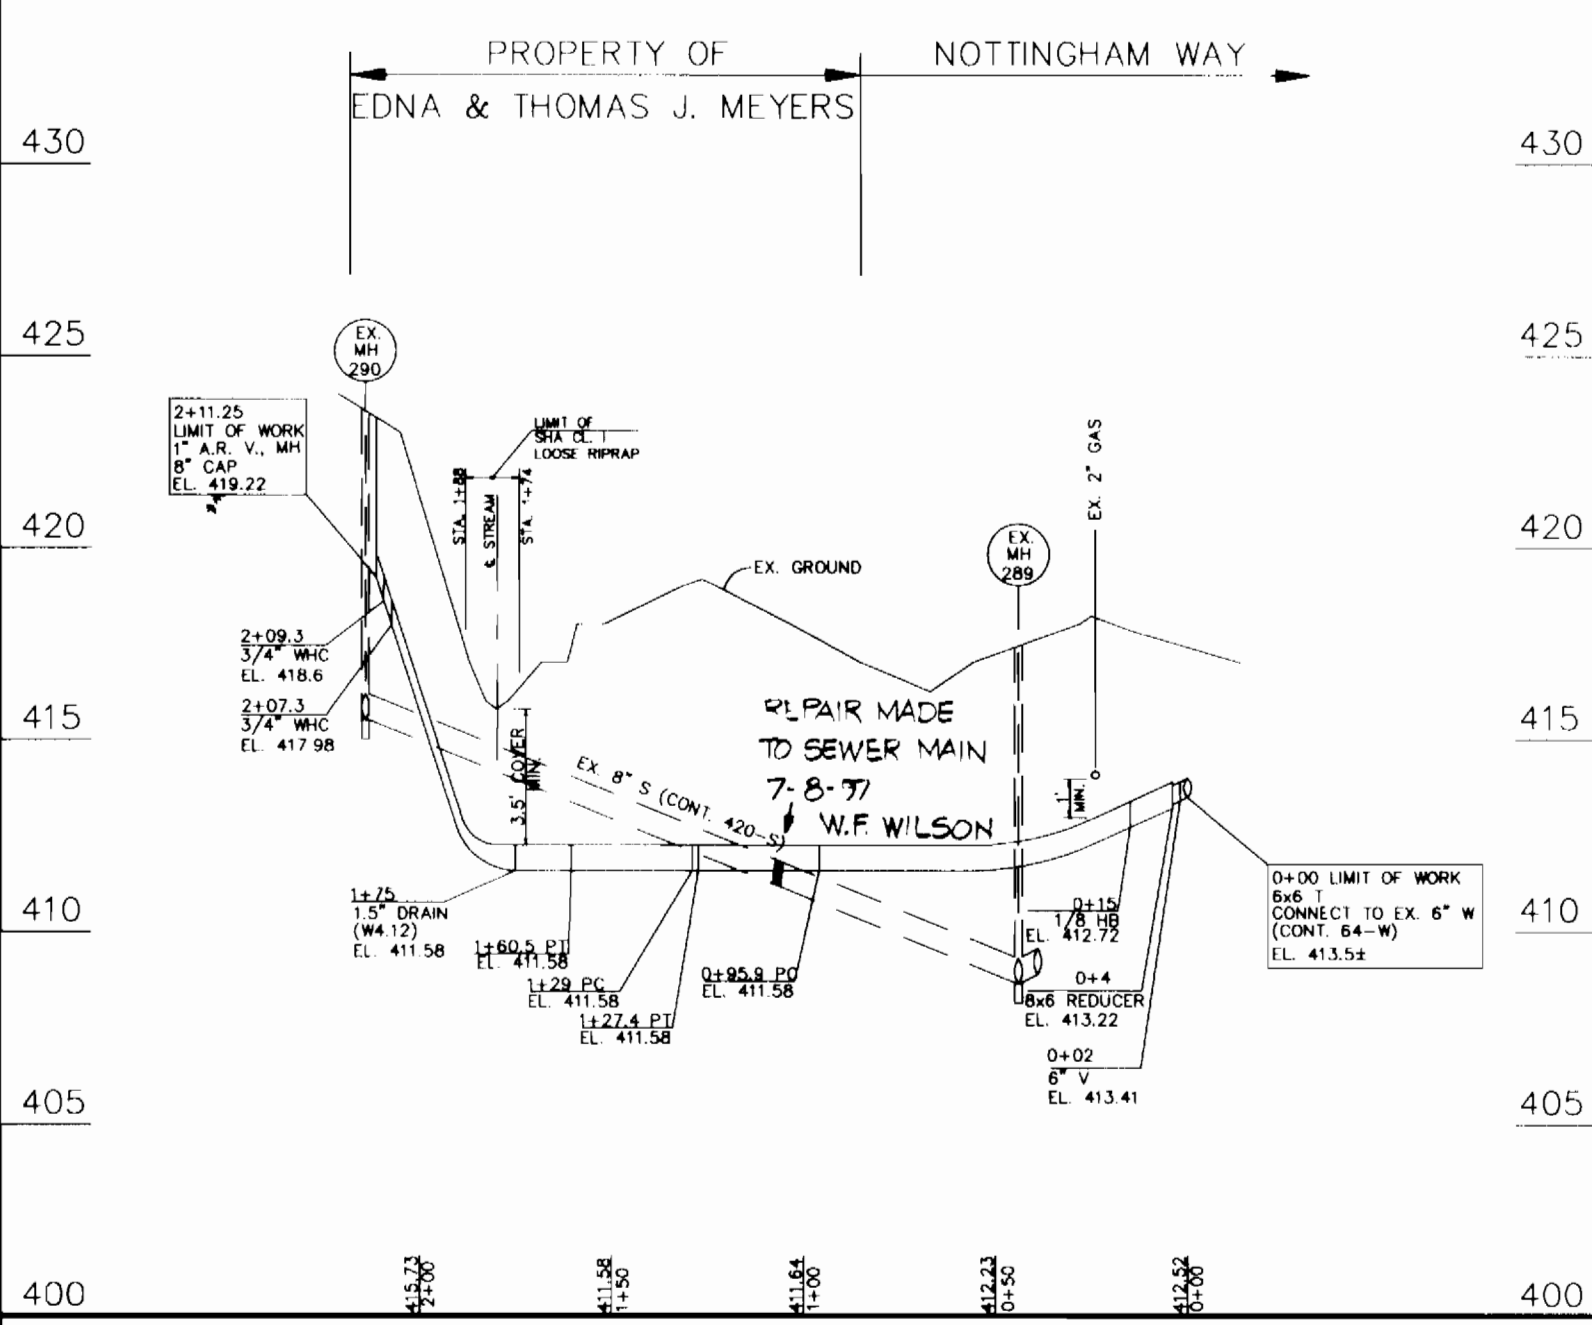 PROPERTY OF
EDNA & THOMAS J. MEYERS
NOTTINGHAM WAY
430
430
425
425
420
420
415
415
410
410
405
405
400
400
EX.
MH
290
2+11.25
LIMIT OF WORK
1" A.R. V., MH
8" CAP
EL. 419.22
LIMIT OF
SHA CL. I
LOOSE RIPRAP
STA. 1+88
℄ STREAM
STA. 1+74
EX. GROUND
EX.
MH
289
EX. 2" GAS
2+09.3
3/4" WHC
EL. 418.6
2+07.3
3/4" WHC
EL. 417.98
3.5' COVER
MIN.
EX. 8" S (CONT. 420-S)
REPAIR MADE
TO SEWER MAIN
7-8-97
W.F. WILSON
1'
MIN.
1+75
1.5" DRAIN
(W4.12)
EL. 411.58
1+60.5 PT
EL. 411.58
1+29 PC
EL. 411.58
1+27.4 PT
EL. 411.58
0+95.9 PC
EL. 411.58
0+15
1/8 HB
EL. 412.72
0+4
8x6 REDUCER
EL. 413.22
0+02
6" V
EL. 413.41
0+00 LIMIT OF WORK
6x6 T
CONNECT TO EX. 6" W
(CONT. 64-W)
EL. 413.5±
415.73
2+00
411.58
1+50
411.64
1+00
412.23
0+50
412.52
0+00